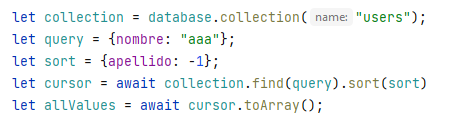 let collection = database.collection( name: "users");
let query = {nombre: "aaa"};
let sort = {apellido: -1};
let cursor = await collection.find(query).sort(sort)
let allValues = await cursor.toArray();